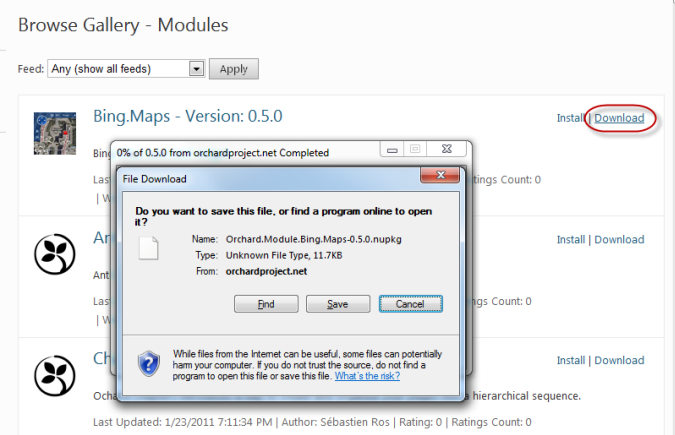 Browse Gallery - Modules
Feed: Any (show all feeds) Apply
Bing.Maps - Version: 0.5.0
Install | Download
Bing
0% of 0.5.0 from orchardproject.net Completed
File Download
Las
tings Count: 0
| W
Do you want to save this file, or find a program online to open
it?
Name: Orchard.Module.Bing.Maps-0.5.0.nupkg
Type: Unknown File Type, 11.7KB
From: orchardproject.net
An
Install | Download
Ant
Las
ngs Count: 0
| W
Find Save Cancel
While files from the Internet can be useful, some files can potentially
harm your computer. If you do not trust the source, do not find a
program to open this file or save this file. What's the risk?
Ch
Install | Download
Ocha
a hierarchical sequence.
Last Updated: 1/23/2011 7:11:34 PM | Author: Sébastien Ros | Rating: 0 | Ratings Count: 0